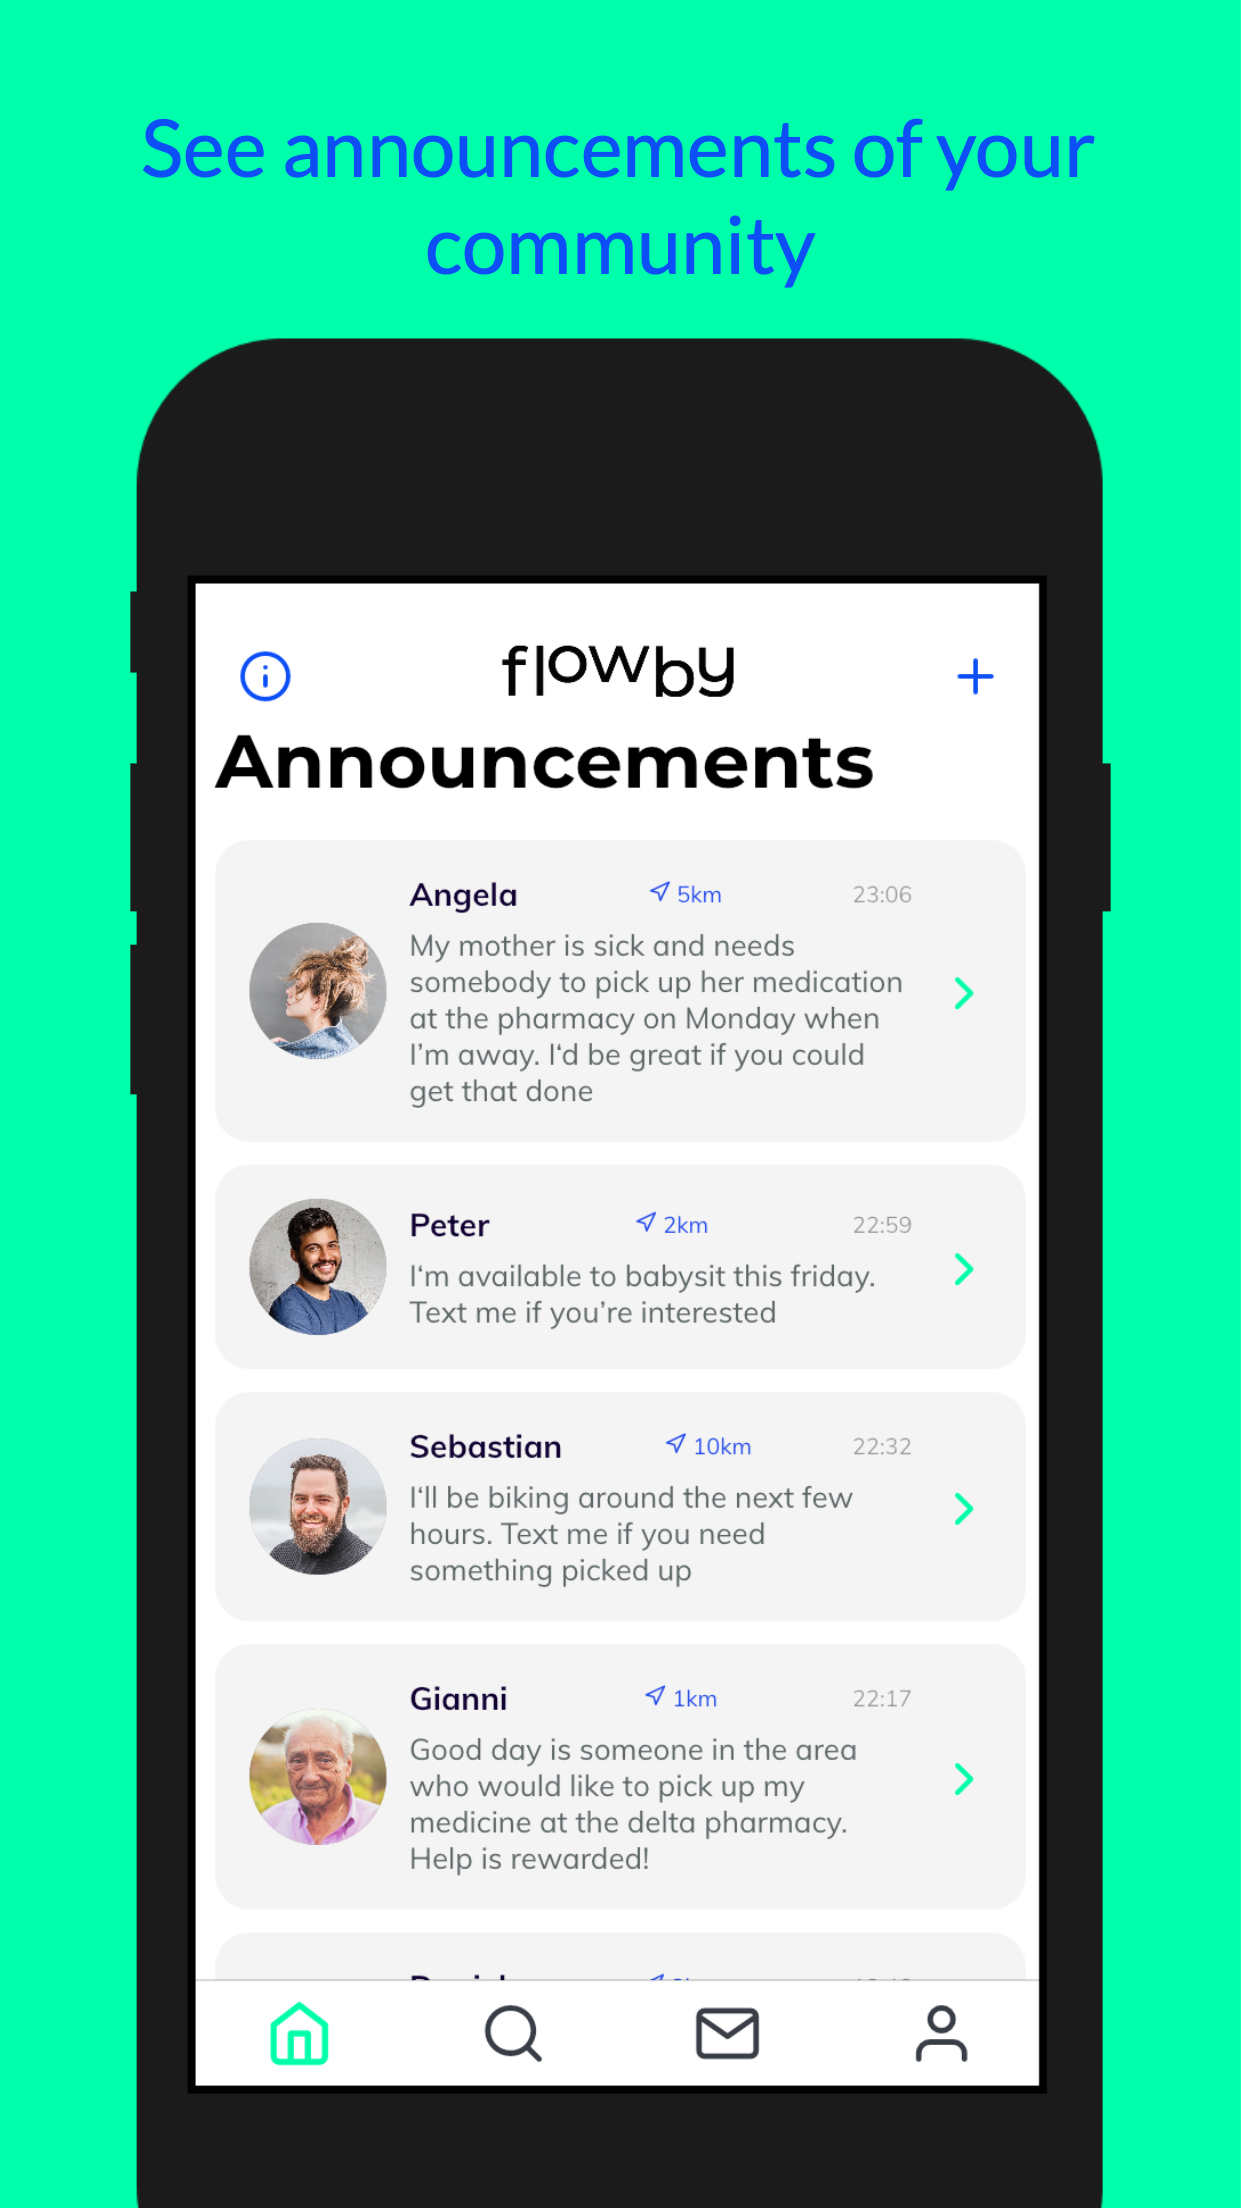 See announcements of your
community
flowby
Announcements
Angela 5km 23:06
My mother is sick and needs
somebody to pick up her medication
at the pharmacy on Monday when
I’m away. I‘d be great if you could
get that done
Peter 2km 22:59
I‘m available to babysit this friday.
Text me if you’re interested
Sebastian 10km 22:32
I‘ll be biking around the next few
hours. Text me if you need
something picked up
Gianni 1km 22:17
Good day is someone in the area
who would like to pick up my
medicine at the delta pharmacy.
Help is rewarded!